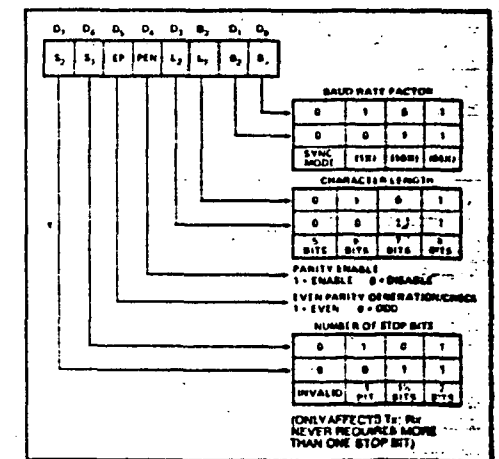 D₇ D₆ D₅ D₄ D₃ D₂ D₁ D₀
S₂ S₁ EP PEN L₂ L₁ B₂ B₁
BAUD RATE FACTOR
0 1 0 1
0 0 1 1
SYNC MODE (1X) (16X) (64X)
CHARACTER LENGTH
0 1 0 1
0 0 1 1
5 BITS 6 BITS 7 BITS 8 BITS
PARITY ENABLE
1 = ENABLE 0 = DISABLE
EVEN PARITY GENERATION/CHECK
1 = EVEN 0 = ODD
NUMBER OF STOP BITS
0 1 0 1
0 0 1 1
INVALID 1 BIT 1½ BITS 2 BITS
(ONLY AFFECTS Tx; Rx
NEVER REQUIRES MORE
THAN ONE STOP BIT)